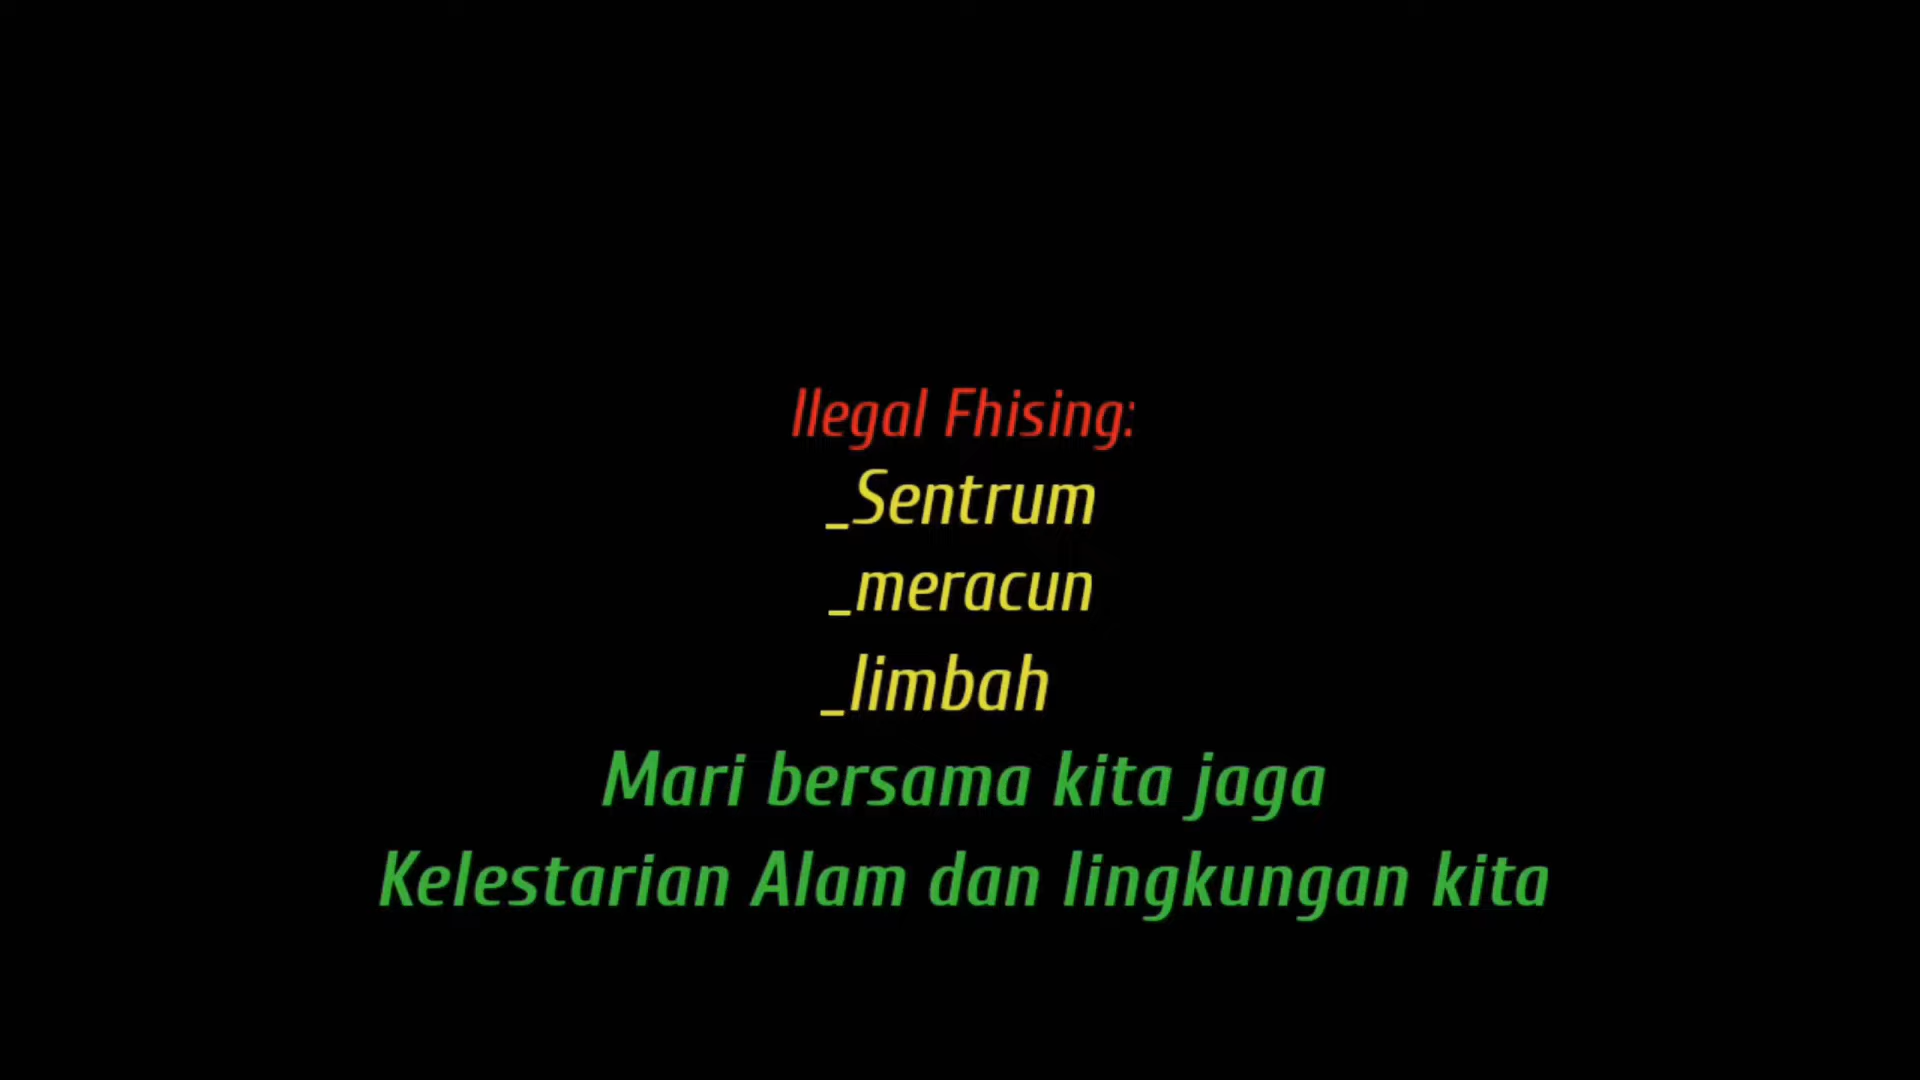 Ilegal Fhising:
_Sentrum
_meracun
_limbah
Mari bersama kita jaga
Kelestarian Alam dan lingkungan kita